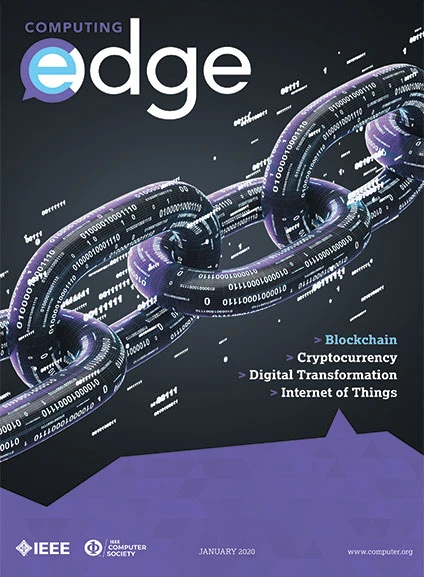 COMPUTING
edge
> Blockchain
> Cryptocurrency
> Digital Transformation
> Internet of Things
IEEE
IEEE
COMPUTER
SOCIETY
JANUARY 2020
www.computer.org